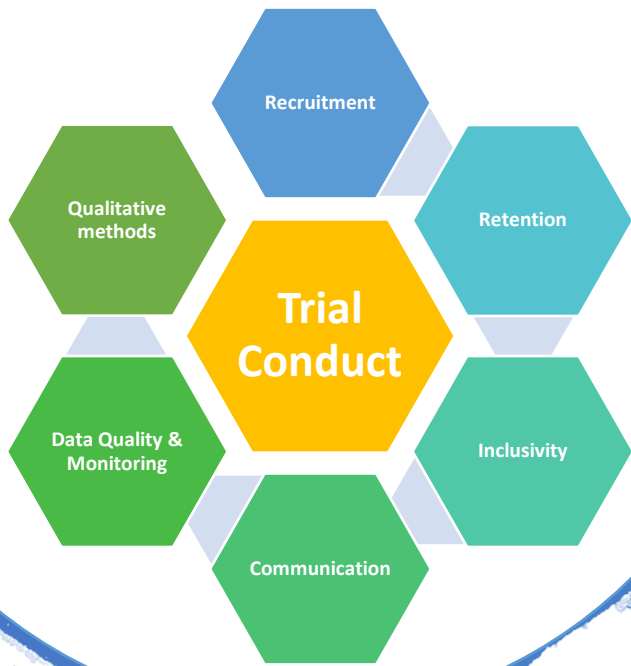 Recruitment
Qualitative
methods
Retention
Trial
Conduct
Data Quality &
Monitoring
Inclusivity
Communication